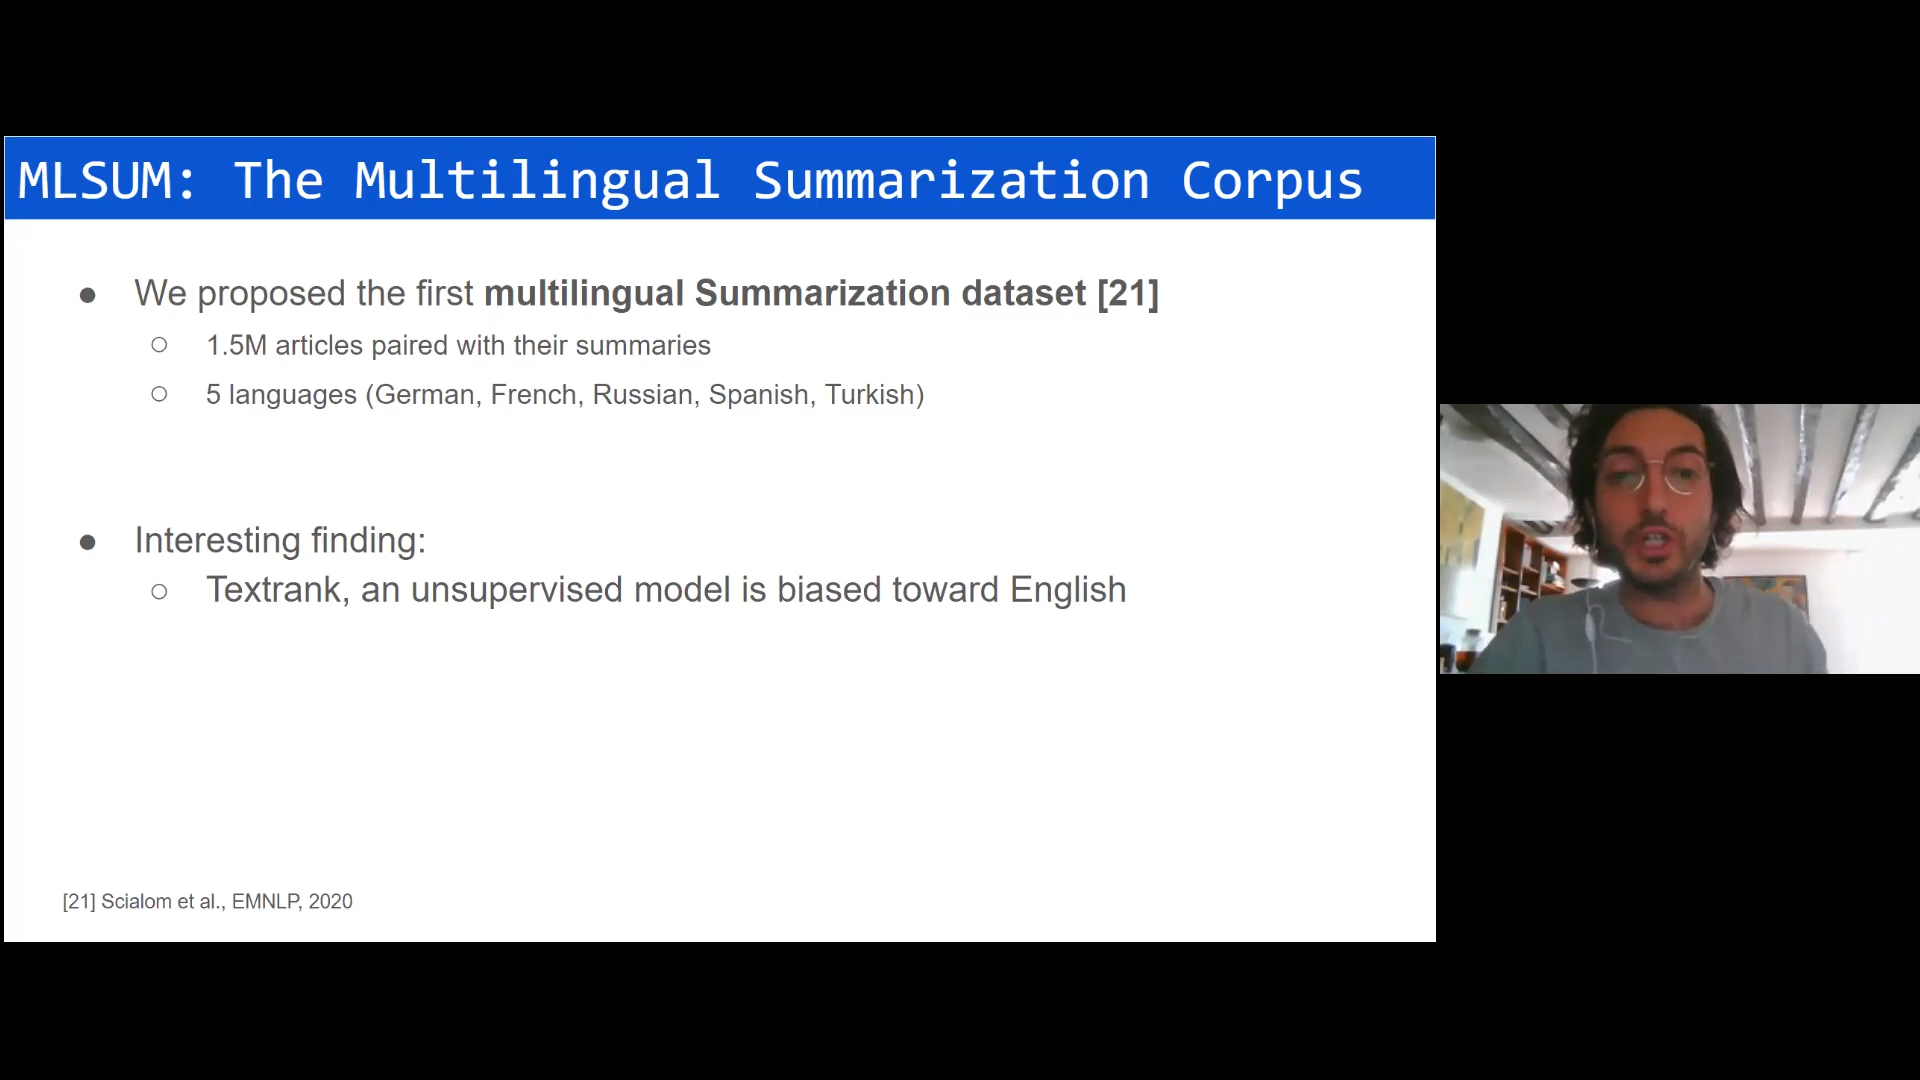 MLSUM: The Multilingual Summarization Corpus
● We proposed the first multilingual Summarization dataset [21]
○ 1.5M articles paired with their summaries
○ 5 languages (German, French, Russian, Spanish, Turkish)
● Interesting finding:
○ Textrank, an unsupervised model is biased toward English
[21] Scialom et al., EMNLP, 2020